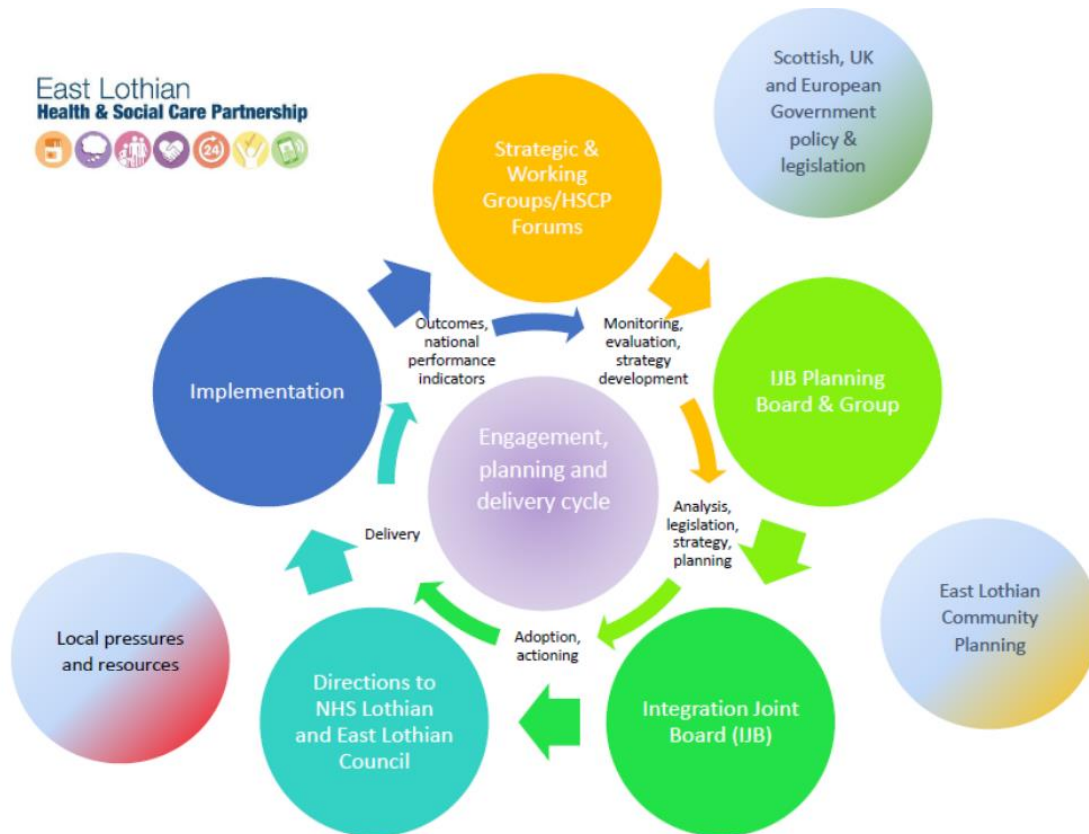 East Lothian
Health & Social Care Partnership
24
Scottish, UK
and European
Government
policy &
legislation
Strategic &
Working
Groups/HSCP
Forums
Outcomes,
national
performance
indicators
Monitoring,
evaluation,
strategy
development
Implementation
IJB Planning
Board & Group
Engagement,
planning and
delivery cycle
Analysis,
legislation,
strategy,
planning
Delivery
East Lothian
Community
Planning
Local pressures
and resources
Adoption,
actioning
Directions to
NHS Lothian
and East Lothian
Council
Integration Joint
Board (IJB)